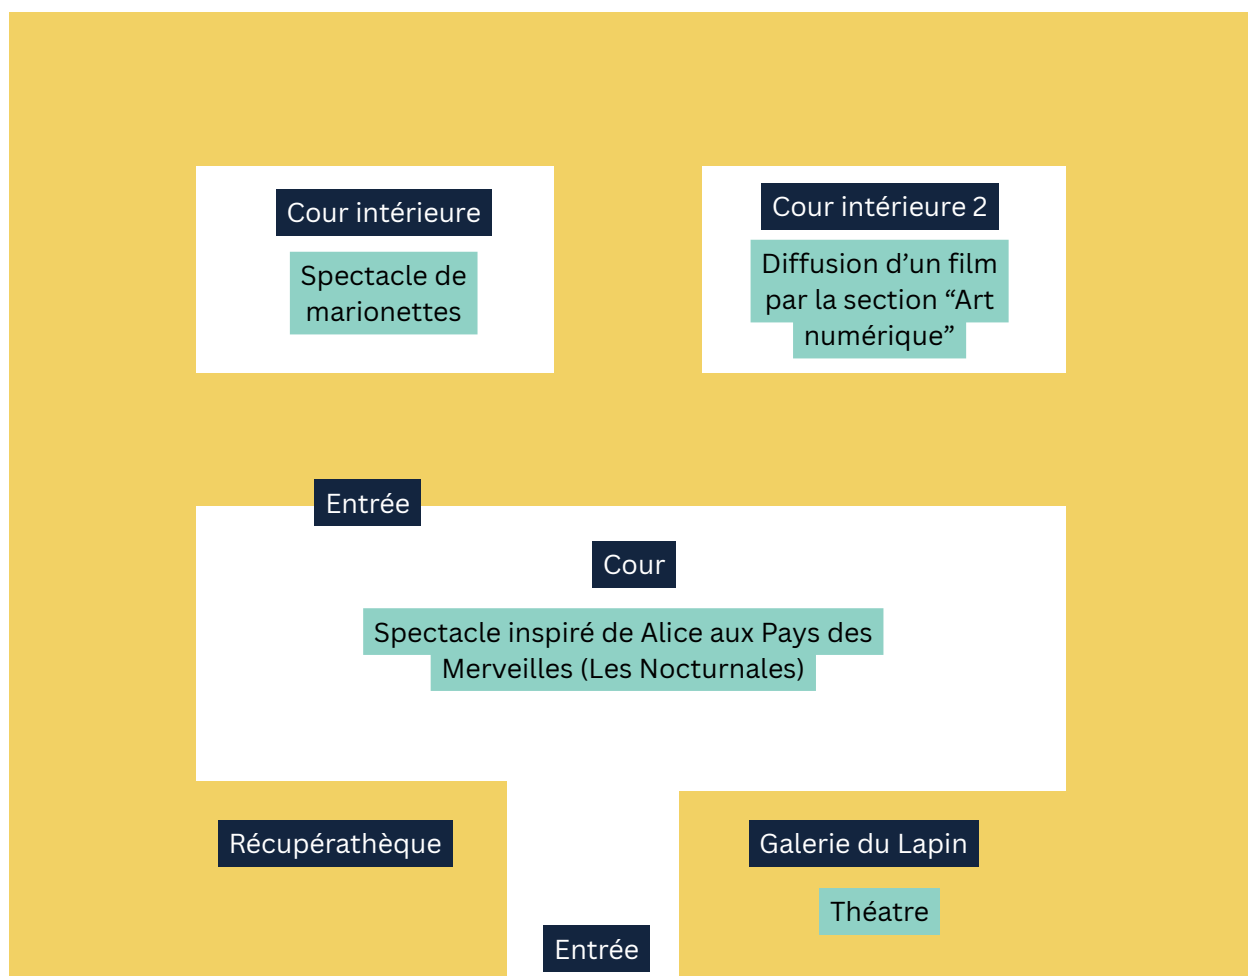 Cour intérieure
Spectacle de
marionettes
Cour intérieure 2
Diffusion d’un film
par la section “Art
numérique”
Entrée
Cour
Spectacle inspiré de Alice aux Pays des
Merveilles (Les Nocturnales)
Récupérathèque
Galerie du Lapin
Théatre
Entrée